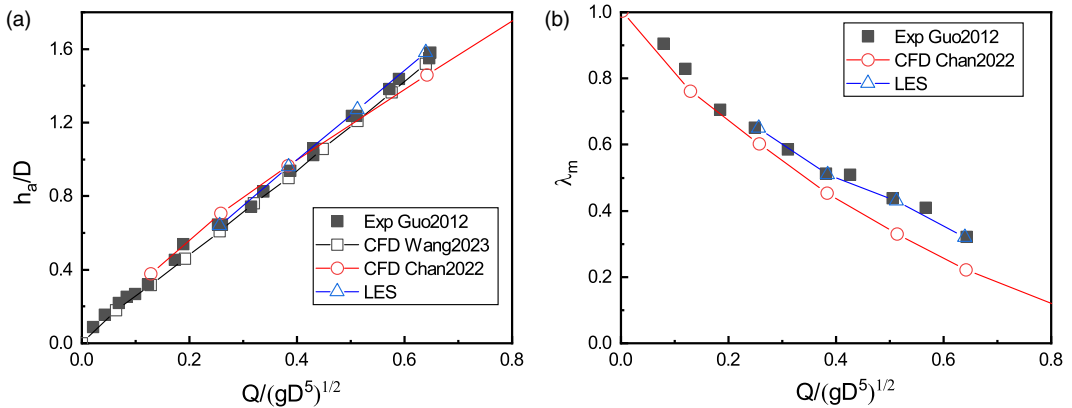 (a)
1.6
1.2
0.8
0.4
0.0
0.0
0.2
0.4
0.6
0.8
h_a/D
Q/(gD^5)^{1/2}
Exp Guo2012
CFD Wang2023
CFD Chan2022
LES
(b)
1.0
0.8
0.6
0.4
0.2
0.0
0.0
0.2
0.4
0.6
0.8
λ_m
Q/(gD^5)^{1/2}
Exp Guo2012
CFD Chan2022
LES